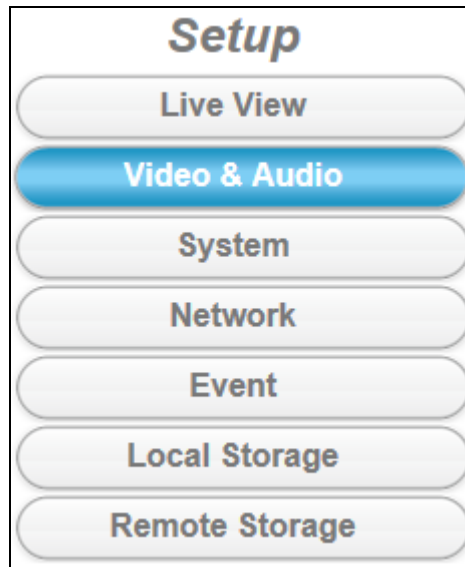 Setup
Live View
Video & Audio
System
Network
Event
Local Storage
Remote Storage